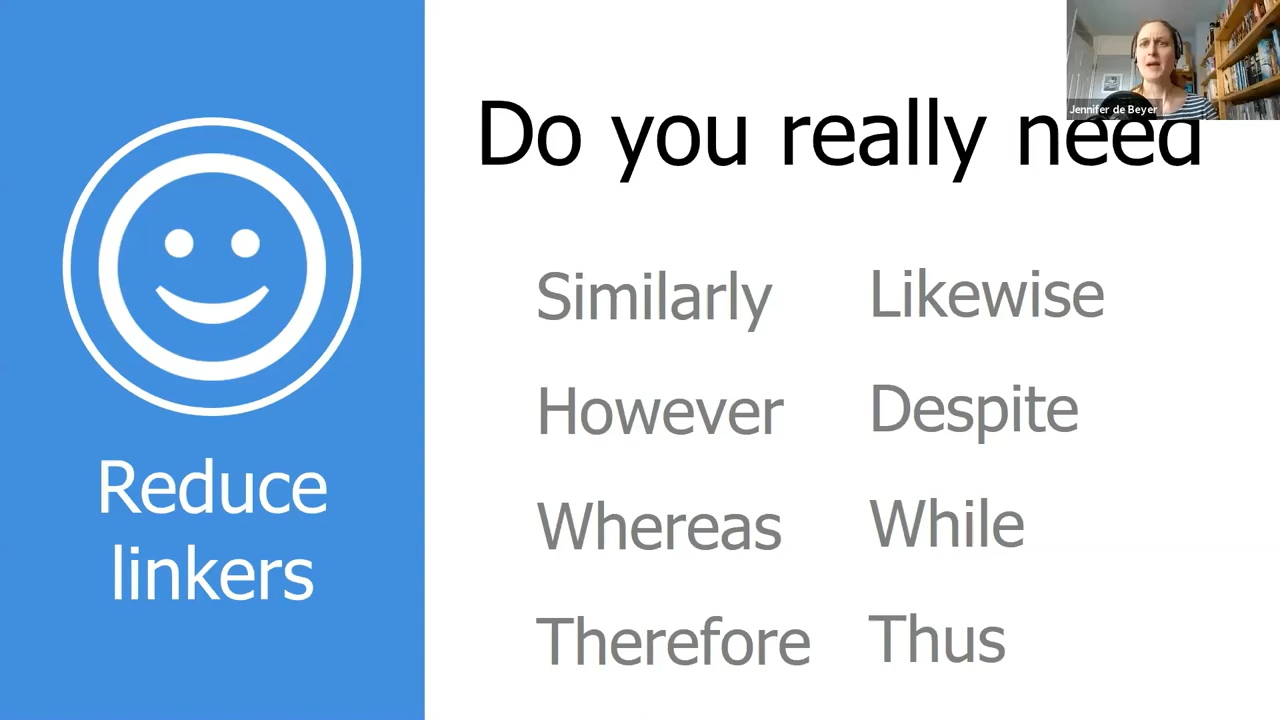 Do you really need
Jennifer de Beyer
Similarly
Likewise
However
Despite
Whereas
While
Therefore
Thus
Reduce
linkers